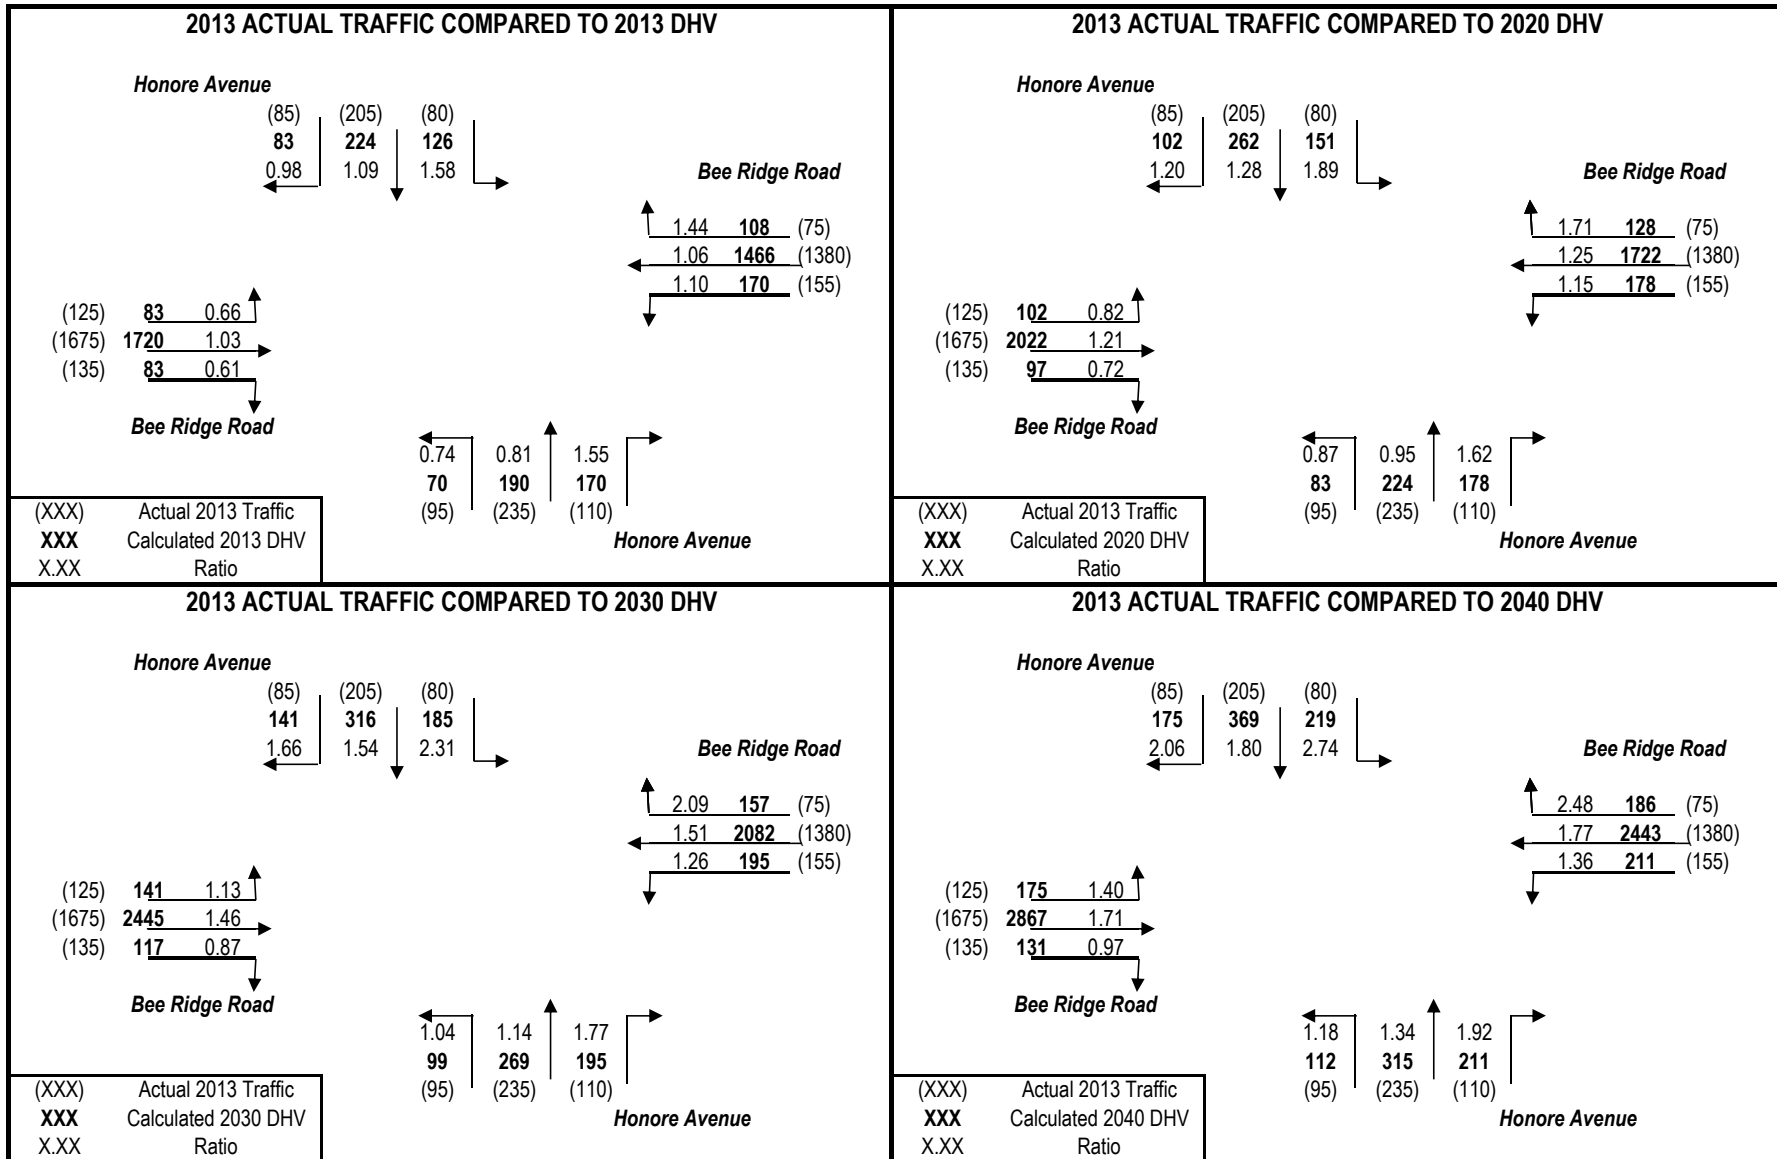 2013 ACTUAL TRAFFIC COMPARED TO 2013 DHV
Honore Avenue
(85) (205) (80)
83 224 126
0.98 1.09 1.58
Bee Ridge Road
1.44 108 (75)
1.06 1466 (1380)
1.10 170 (155)
(125) 83 0.66
(1675) 1720 1.03
(135) 83 0.61
Bee Ridge Road
0.74 0.81 1.55
70 190 170
(95) (235) (110)
Honore Avenue
(XXX) Actual 2013 Traffic
XXX Calculated 2013 DHV
X.XX Ratio
2013 ACTUAL TRAFFIC COMPARED TO 2020 DHV
Honore Avenue
(85) (205) (80)
102 262 151
1.20 1.28 1.89
Bee Ridge Road
1.71 128 (75)
1.25 1722 (1380)
1.15 178 (155)
(125) 102 0.82
(1675) 2022 1.21
(135) 97 0.72
Bee Ridge Road
0.87 0.95 1.62
83 224 178
(95) (235) (110)
Honore Avenue
(XXX) Actual 2013 Traffic
XXX Calculated 2020 DHV
X.XX Ratio
2013 ACTUAL TRAFFIC COMPARED TO 2030 DHV
Honore Avenue
(85) (205) (80)
141 316 185
1.66 1.54 2.31
Bee Ridge Road
2.09 157 (75)
1.51 2082 (1380)
1.26 195 (155)
(125) 141 1.13
(1675) 2445 1.46
(135) 117 0.87
Bee Ridge Road
1.04 1.14 1.77
99 269 195
(95) (235) (110)
Honore Avenue
(XXX) Actual 2013 Traffic
XXX Calculated 2030 DHV
X.XX Ratio
2013 ACTUAL TRAFFIC COMPARED TO 2040 DHV
Honore Avenue
(85) (205) (80)
175 369 219
2.06 1.80 2.74
Bee Ridge Road
2.48 186 (75)
1.77 2443 (1380)
1.36 211 (155)
(125) 175 1.40
(1675) 2867 1.71
(135) 131 0.97
Bee Ridge Road
1.18 1.34 1.92
112 315 211
(95) (235) (110)
Honore Avenue
(XXX) Actual 2013 Traffic
XXX Calculated 2040 DHV
X.XX Ratio